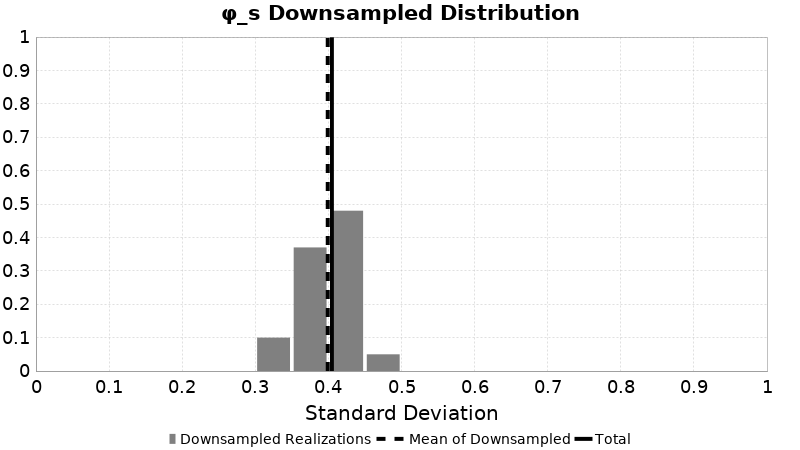 φ_s Downsampled Distribution
1
0.9
0.8
0.7
0.6
0.5
0.4
0.3
0.2
0.1
0
0 0.1 0.2 0.3 0.4 0.5 0.6 0.7 0.8 0.9 1
Standard Deviation
Downsampled Realizations Mean of Downsampled Total